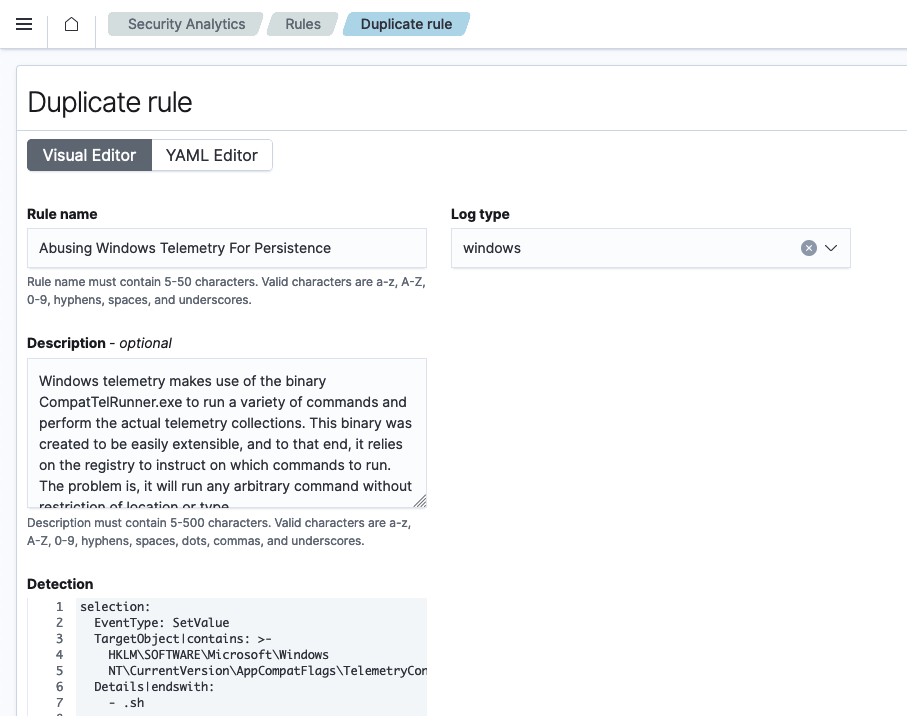 Security Analytics Rules Duplicate rule
Duplicate rule
Visual Editor YAML Editor
Rule name
Abusing Windows Telemetry For Persistence
Rule name must contain 5-50 characters. Valid characters are a-z, A-Z,
0-9, hyphens, spaces, and underscores.
Log type
windows
Description - optional
Windows telemetry makes use of the binary
CompatTelRunner.exe to run a variety of commands and
perform the actual telemetry collections. This binary was
created to be easily extensible, and to that end, it relies
on the registry to instruct on which commands to run.
The problem is, it will run any arbitrary command without
restriction of location or type.
Description must contain 5-500 characters. Valid characters are a-z,
A-Z, 0-9, hyphens, spaces, dots, commas, and underscores.
Detection
1 selection:
2 EventType: SetValue
3 TargetObject|contains: >-
4 HKLM\SOFTWARE\Microsoft\Windows
5 NT\CurrentVersion\AppCompatFlags\TelemetryCon
6 Details|endswith:
7 - .sh